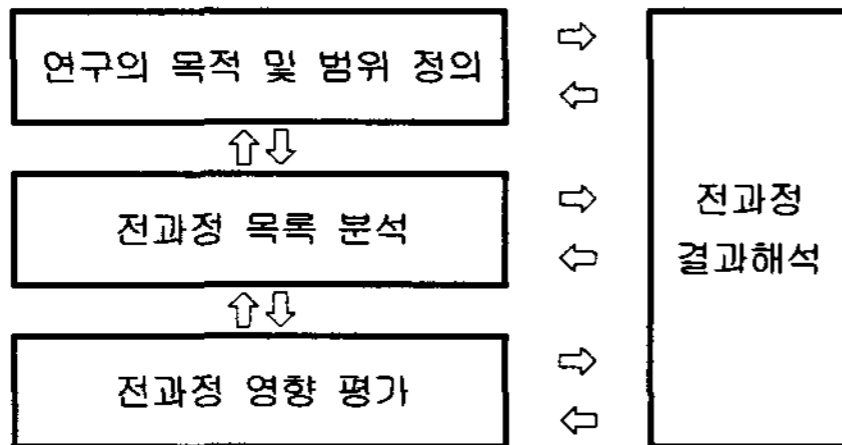 연구의 목적 및 범위 정의
전과정 목록 분석
전과정 영향 평가
전과정
결과해석